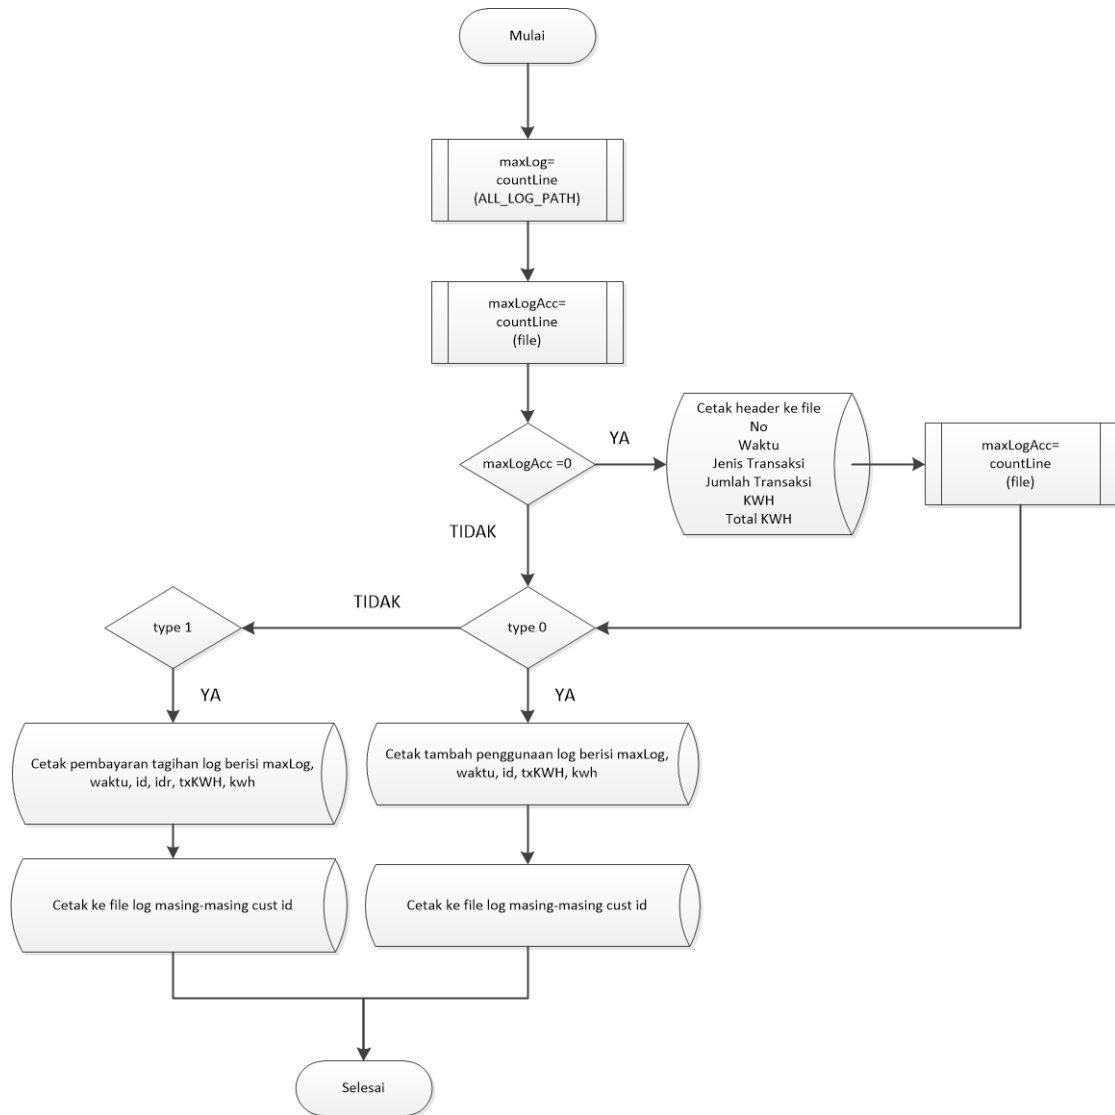 Mulai
maxLog=
countLine
(ALL_LOG_PATH)
maxLogAcc=
countLine
(file)
maxLogAcc =0
YA
Cetak header ke file
No
Waktu
Jenis Transaksi
Jumlah Transaksi
KWH
Total KWH
maxLogAcc=
countLine
(file)
TIDAK
type 0
TIDAK
type 1
YA
YA
Cetak pembayaran tagihan log berisi maxLog,
waktu, id, idr, txKWH, kwh
Cetak tambah penggunaan log berisi maxLog,
waktu, id, txKWH, kwh
Cetak ke file log masing-masing cust id
Cetak ke file log masing-masing cust id
Selesai